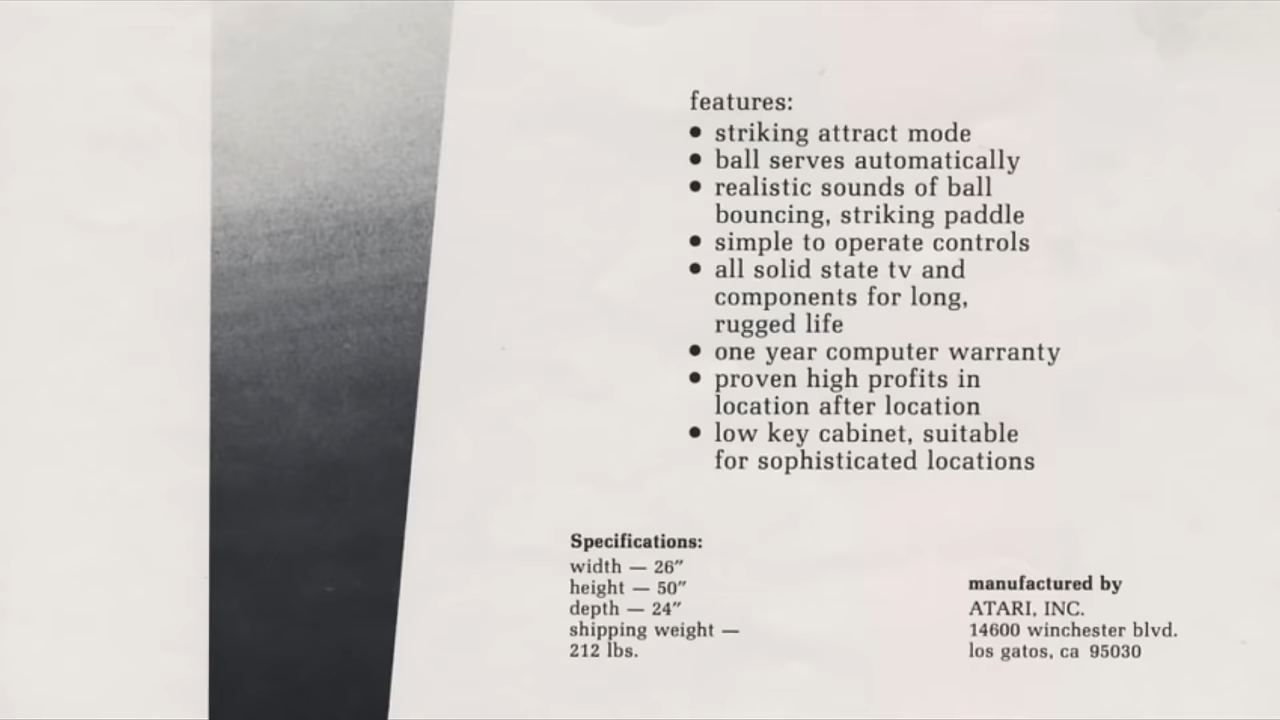 features:
• striking attract mode
• ball serves automatically
• realistic sounds of ball
bouncing, striking paddle
• simple to operate controls
• all solid state tv and
components for long,
rugged life
• one year computer warranty
• proven high profits in
location after location
• low key cabinet, suitable
for sophisticated locations
Specifications:
width — 26″
height — 50″
depth — 24″
shipping weight —
212 lbs.
manufactured by
ATARI, INC.
14600 winchester blvd.
los gatos, ca 95030